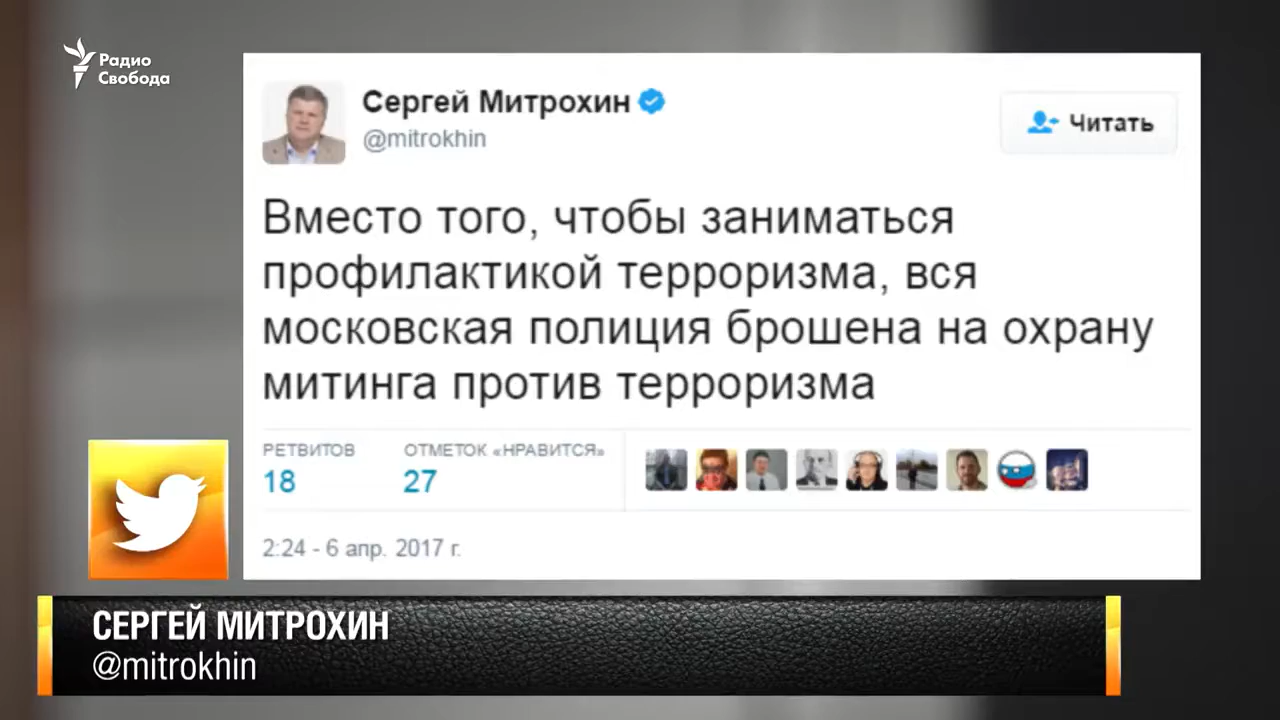 Радио
Свобода
Сергей Митрохин
@mitrokhin
Читать
Вместо того, чтобы заниматься
профилактикой терроризма, вся
московская полиция брошена на охрану
митинга против терроризма
РЕТВИТОВ
18
ОТМЕТОК «НРАВИТСЯ»
27
2:24 - 6 апр. 2017 г.
СЕРГЕЙ МИТРОХИН
@mitrokhin